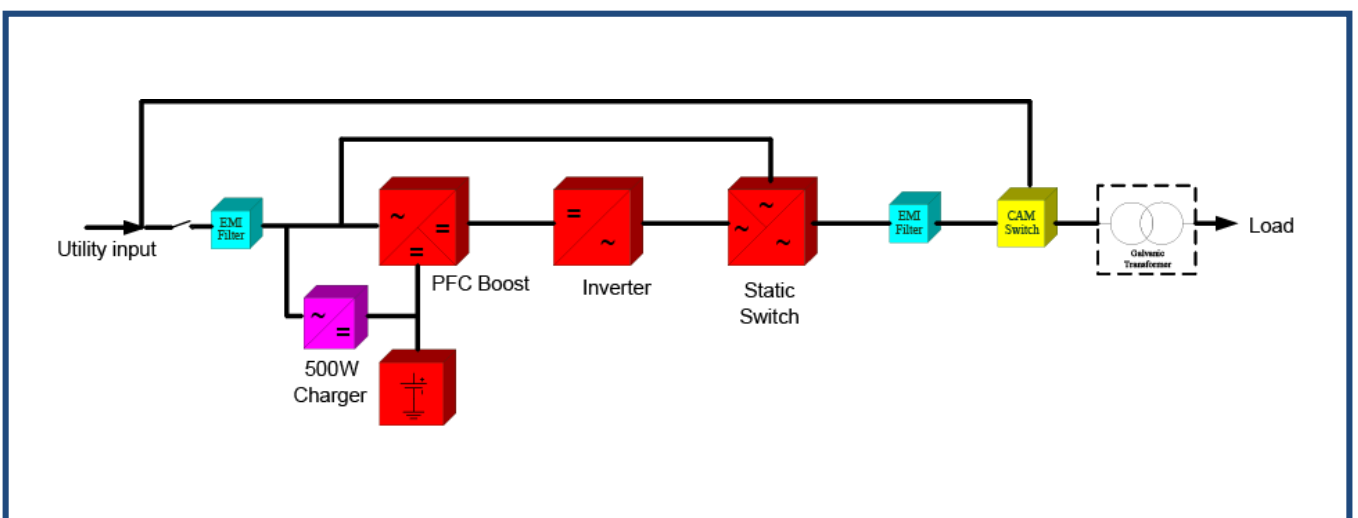 Utility input
EMI
Filter
~
=
=
PFC Boost
=
~
Inverter
~
~
~
Static
Switch
EMI
Filter
CAM
Switch
Galvanic
Transformer
Load
~
=
500W
Charger
+